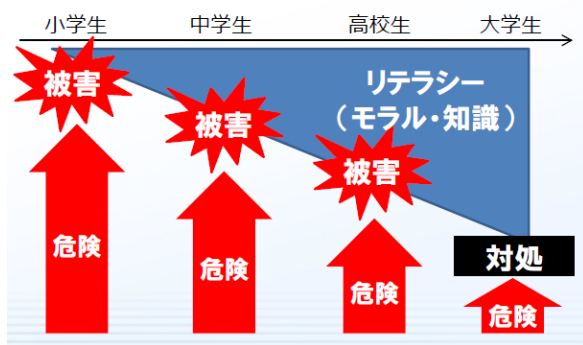 小学生
中学生
高校生
大学生
被害
被害
被害
リテラシー
（モラル・知識）
対処
危険
危険
危険
危険